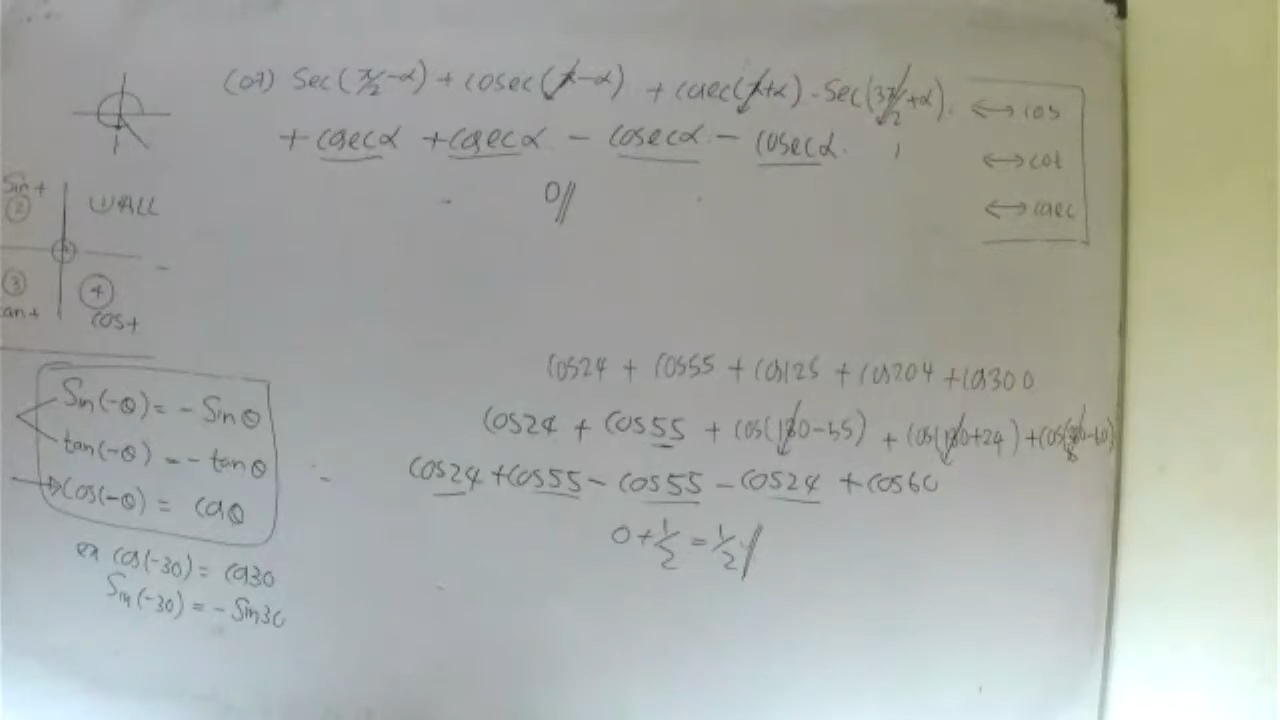 (07) Sec(π/2-α) + cosec(π-α) + cosec(π+α) - Sec(3π/2+α).
+ cosecα + cosecα - cosecα - cosecα.
0//
↔ cos
↔ cot
↔ cosec
Sin+
②
WALL
③
④
cos+
Sin(-θ) = - Sinθ
tan(-θ) = - tanθ
cos(-θ) = cosθ
ex cos(-30) = cos30
Sin(-30) = - Sin30
cos24 + cos55 + cos125 + cos204 + cos300
cos24 + cos55 + cos(180-55) + cos(180+24) + cos(360-60)
cos24 + cos55 - cos55 - cos24 + cos60
0 + 1/2 = 1/2//